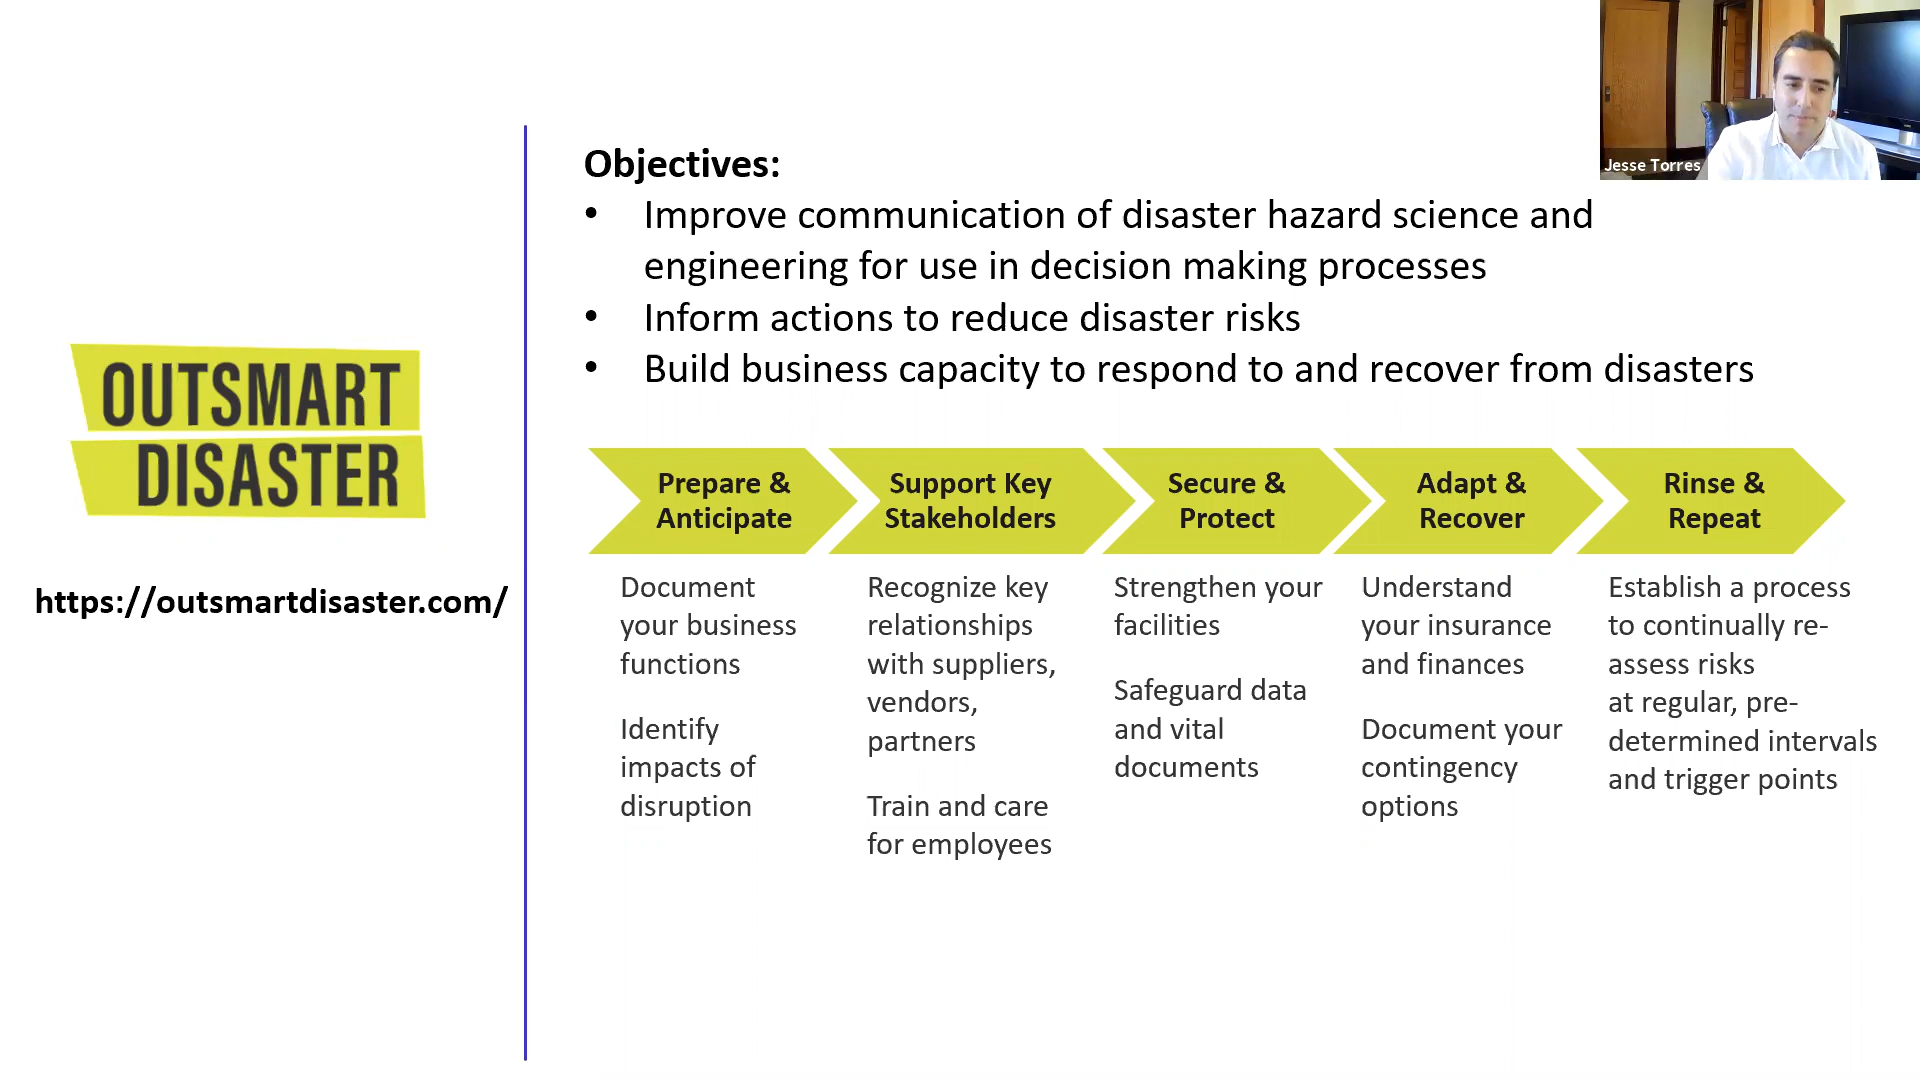 Jesse Torres
OUTSMART
DISASTER
https://outsmartdisaster.com/
Objectives:
• Improve communication of disaster hazard science and
engineering for use in decision making processes
• Inform actions to reduce disaster risks
• Build business capacity to respond to and recover from disasters
Prepare &
Anticipate
Document
your business
functions
Identify
impacts of
disruption
Support Key
Stakeholders
Recognize key
relationships
with suppliers,
vendors,
partners
Train and care
for employees
Secure &
Protect
Strengthen your
facilities
Safeguard data
and vital
documents
Adapt &
Recover
Understand
your insurance
and finances
Document your
contingency
options
Rinse &
Repeat
Establish a process
to continually re-
assess risks
at regular, pre-
determined intervals
and trigger points